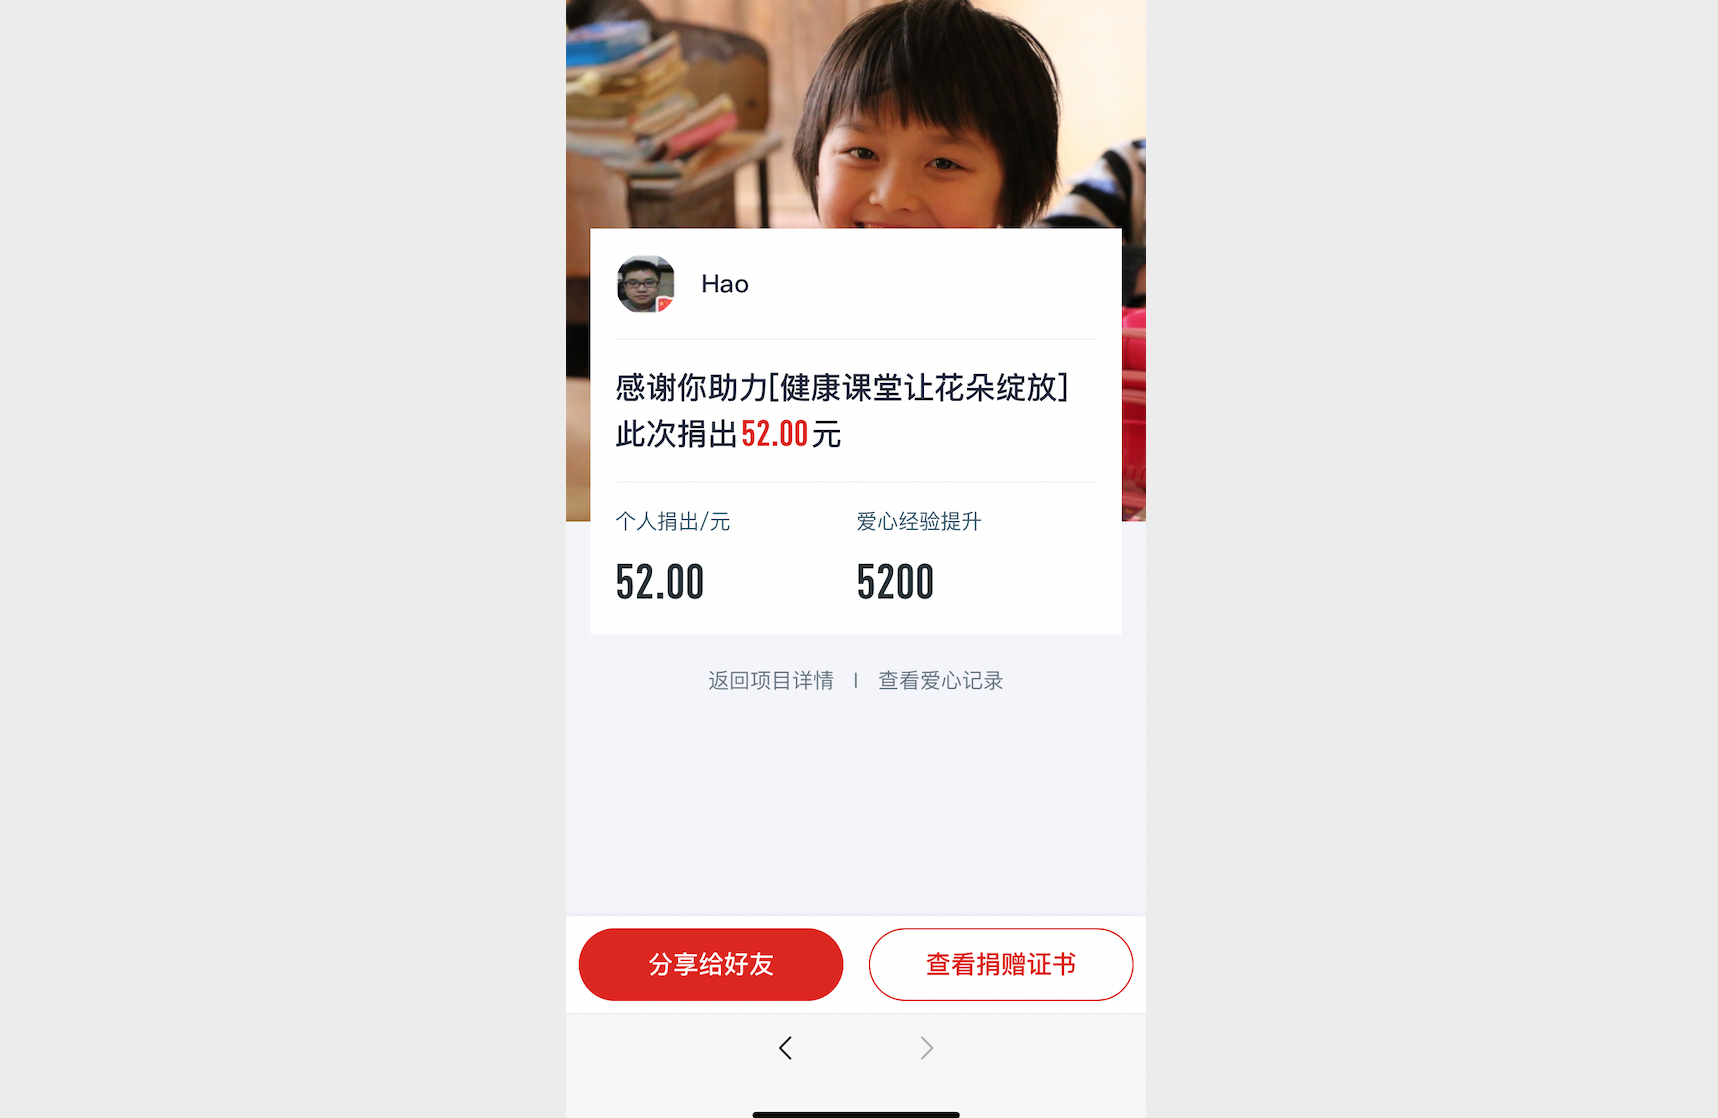 Hao
感谢你助力[健康课堂让花朵绽放]
此次捐出52.00元
个人捐出/元 爱心经验提升
52.00 5200
返回项目详情 | 查看爱心记录
分享给好友 查看捐赠证书